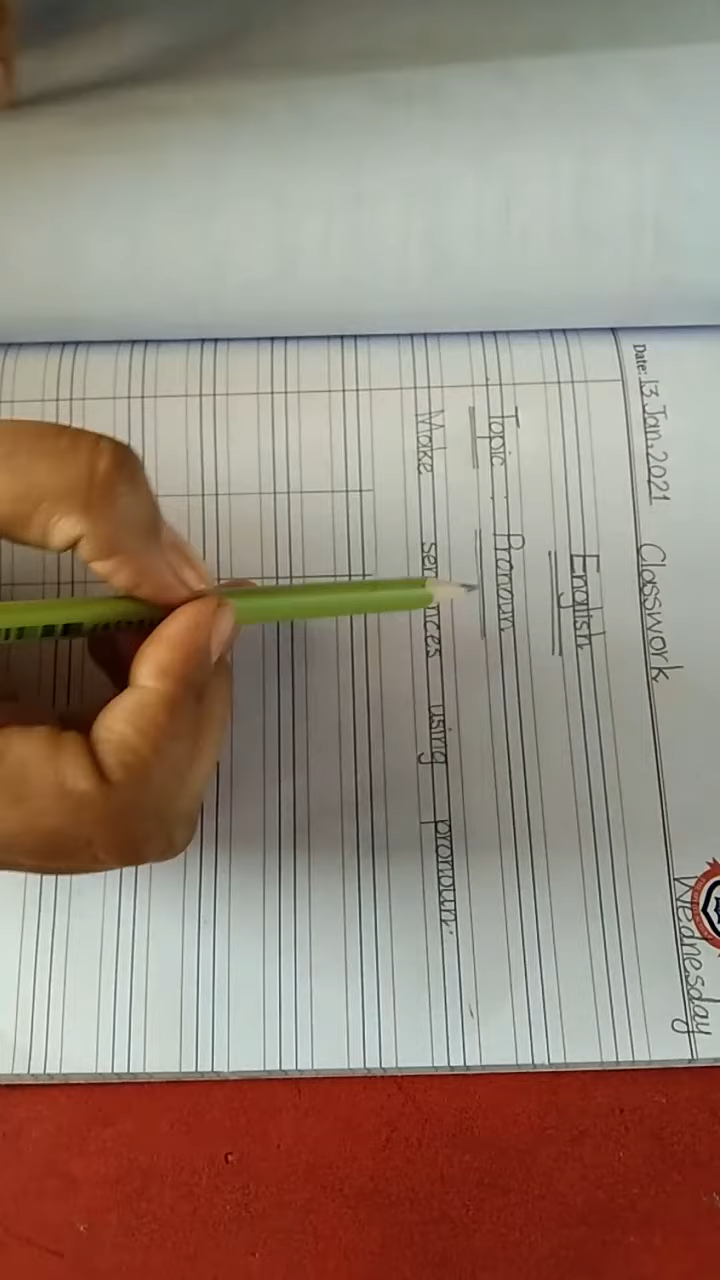 Date: 13 Jan, 2021 Classwork Wednesday
English
Topic : Pronoun
Make sentences using pronoun.